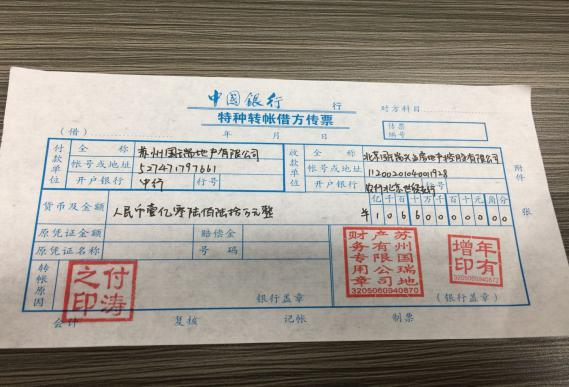 中国银行 行
特种转帐借方传票
对方科目
(借) 年 月 日
传票
编号
付款单位
全称 苏州国瑞地产有限公司
帐号或地址 527471797661
开户银行 中行 行号
收款单位
全称 北京国瑞兴业房地产控股有限公司
帐号或地址 11200201040001928
开户银行 农行北京世纪支行
附件 张
货币及金额 人民币壹亿零陆佰陆拾万元整
亿千百十万千百十元角分
¥10660000000
原凭证金额 赔偿金
原凭证名称 号码
转帐原因
付涛之印
银行盖章
苏州国瑞地产有限公司财务专用章
3205060940870
年有增印
3205060940870
(银行盖章)
会计 复核 记帐 制票